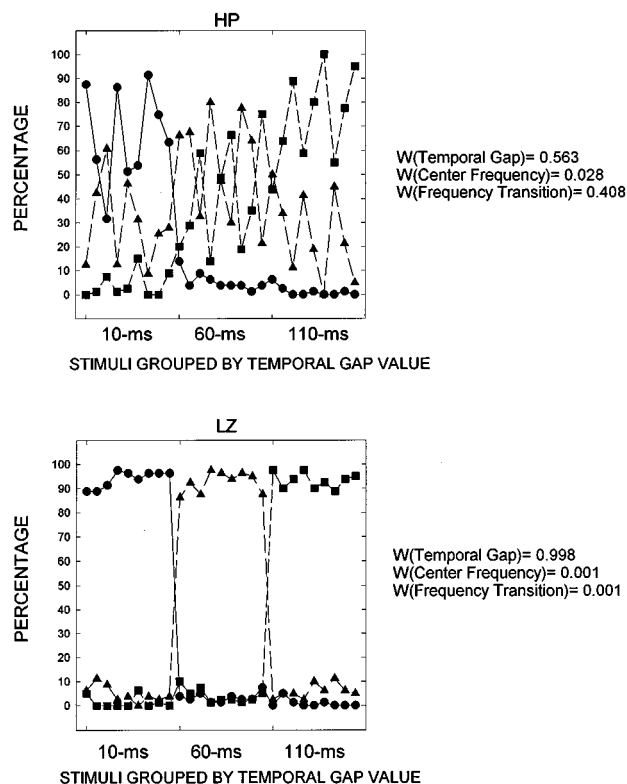 HP
PERCENTAGE
100
90
80
70
60
50
40
30
20
10
0
10-ms 60-ms 110-ms
STIMULI GROUPED BY TEMPORAL GAP VALUE
W(Temporal Gap)= 0.563
W(Center Frequency)= 0.028
W(Frequency Transition)= 0.408
LZ
PERCENTAGE
100
90
80
70
60
50
40
30
20
10
0
10-ms 60-ms 110-ms
STIMULI GROUPED BY TEMPORAL GAP VALUE
W(Temporal Gap)= 0.998
W(Center Frequency)= 0.001
W(Frequency Transition)= 0.001